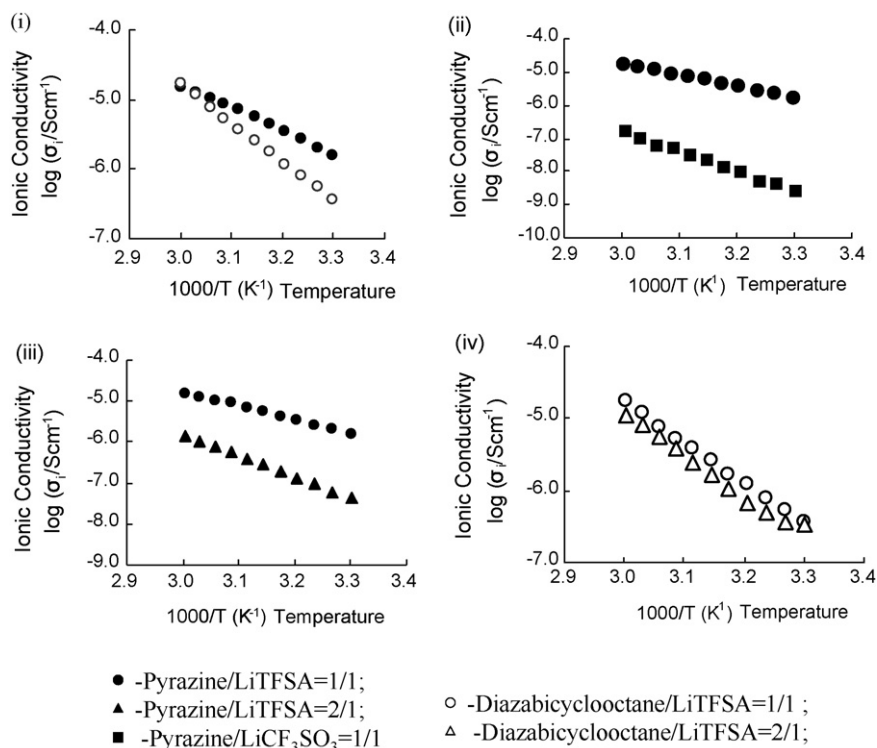 (i)
-4.0
-5.0
-6.0
-7.0
2.9 3.0 3.1 3.2 3.3 3.4
Ionic Conductivity
log (σᵢ/Scm⁻¹)
1000/T (K⁻¹) Temperature
(ii)
-4.0
-5.0
-6.0
-7.0
-8.0
-9.0
-10.0
2.9 3.0 3.1 3.2 3.3 3.4
Ionic Conductivity
log (σᵢ/Scm⁻¹)
1000/T (K¹) Temperature
(iii)
-4.0
-5.0
-6.0
-7.0
-8.0
-9.0
2.9 3.0 3.1 3.2 3.3 3.4
Ionic Conductivity
log (σᵢ/Scm⁻¹)
1000/T (K⁻¹) Temperature
(iv)
-4.0
-5.0
-6.0
-7.0
2.9 3.0 3.1 3.2 3.3 3.4
Ionic Conductivity
log (σᵢ/Scm⁻¹)
1000/T (K¹) Temperature
-Pyrazine/LiTFSA=1/1;
-Pyrazine/LiTFSA=2/1;
-Pyrazine/LiCF₃SO₃=1/1
-Diazabicyclooctane/LiTFSA=1/1 ;
-Diazabicyclooctane/LiTFSA=2/1;